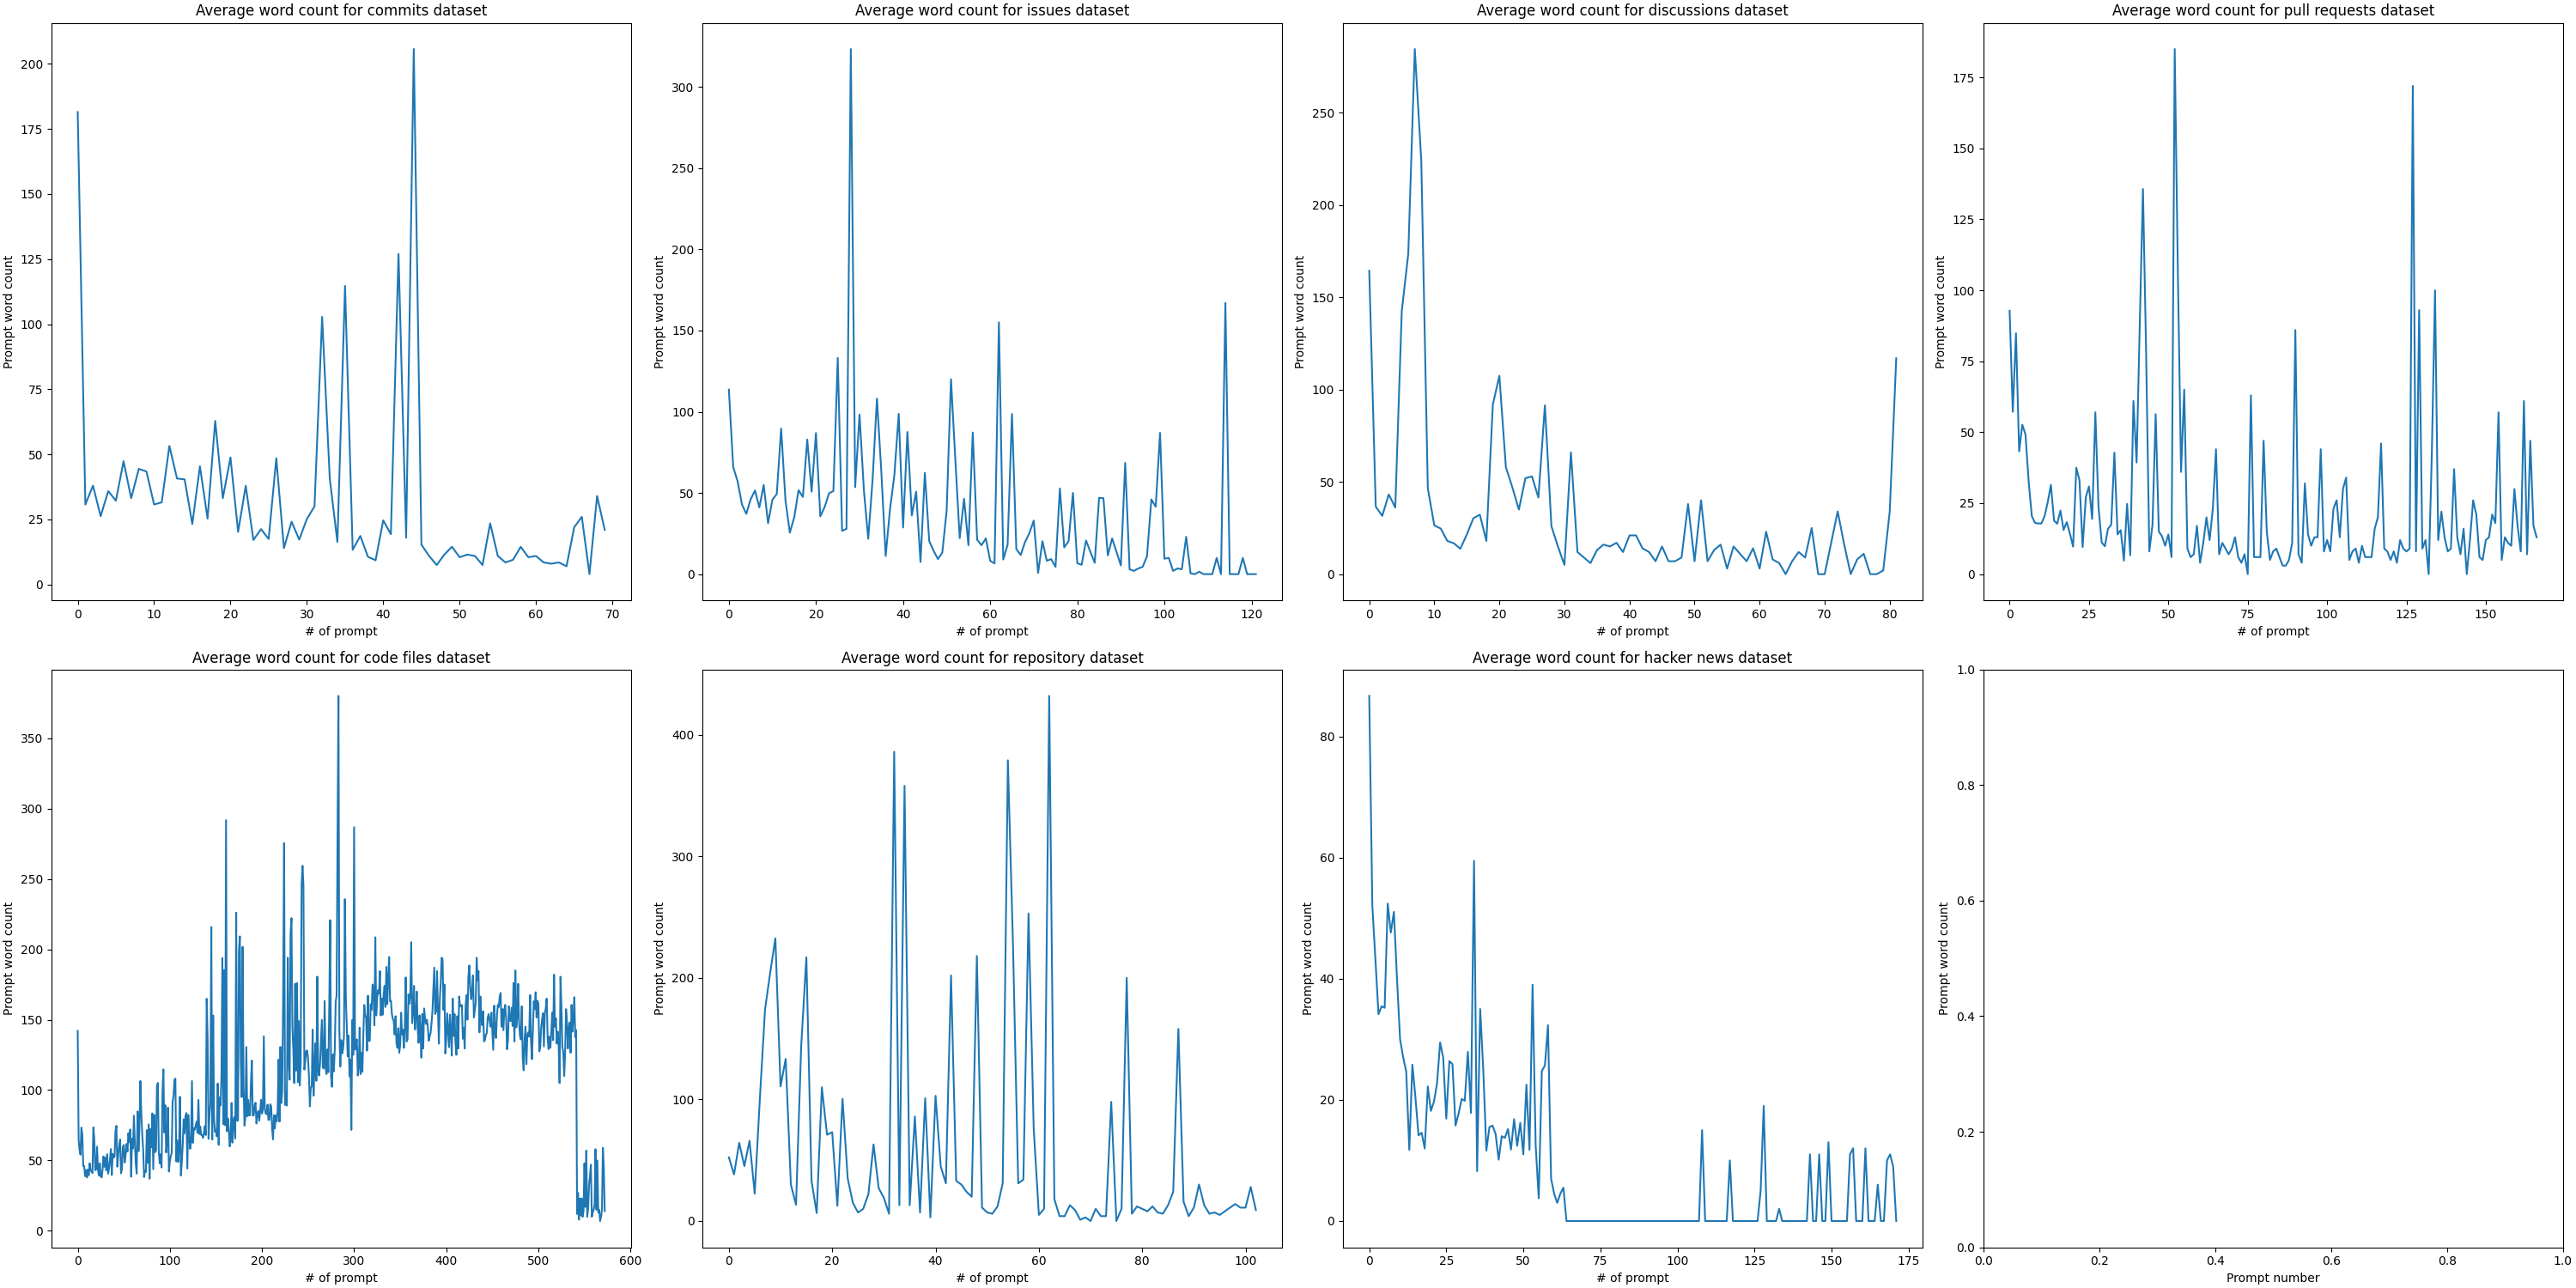 Average word count for commits dataset
Prompt word count
200
175
150
125
100
75
50
25
0
0 10 20 30 40 50 60 70
# of prompt
Average word count for issues dataset
Prompt word count
300
250
200
150
100
50
0
0 20 40 60 80 100 120
# of prompt
Average word count for discussions dataset
Prompt word count
250
200
150
100
50
0
0 10 20 30 40 50 60 70 80
# of prompt
Average word count for pull requests dataset
Prompt word count
175
150
125
100
75
50
25
0
0 25 50 75 100 125 150
# of prompt
Average word count for code files dataset
Prompt word count
350
300
250
200
150
100
50
0
0 100 200 300 400 500 600
# of prompt
Average word count for repository dataset
Prompt word count
400
300
200
100
0
0 20 40 60 80 100
# of prompt
Average word count for hacker news dataset
Prompt word count
80
60
40
20
0
0 25 50 75 100 125 150 175
# of prompt
Prompt word count
1.0
0.8
0.6
0.4
0.2
0.0
0.0 0.2 0.4 0.6 0.8 1.0
Prompt number